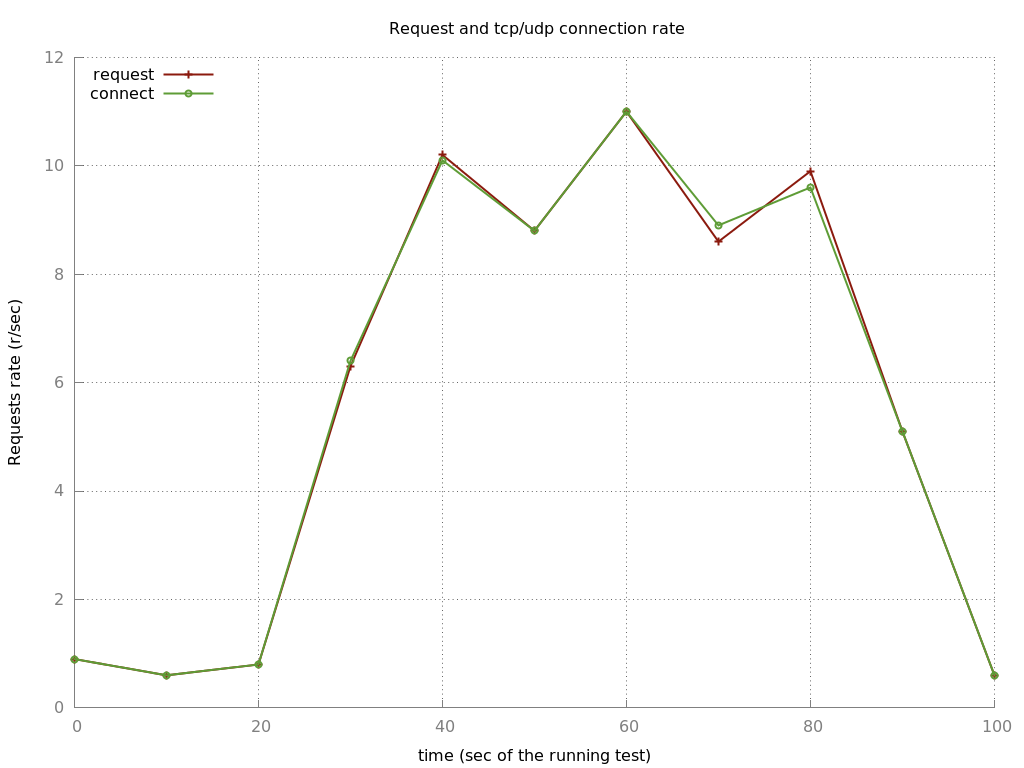 Request and tcp/udp connection rate
12
request
connect
10
8
6
4
2
0
Requests rate (r/sec)
0 20 40 60 80 100
time (sec of the running test)